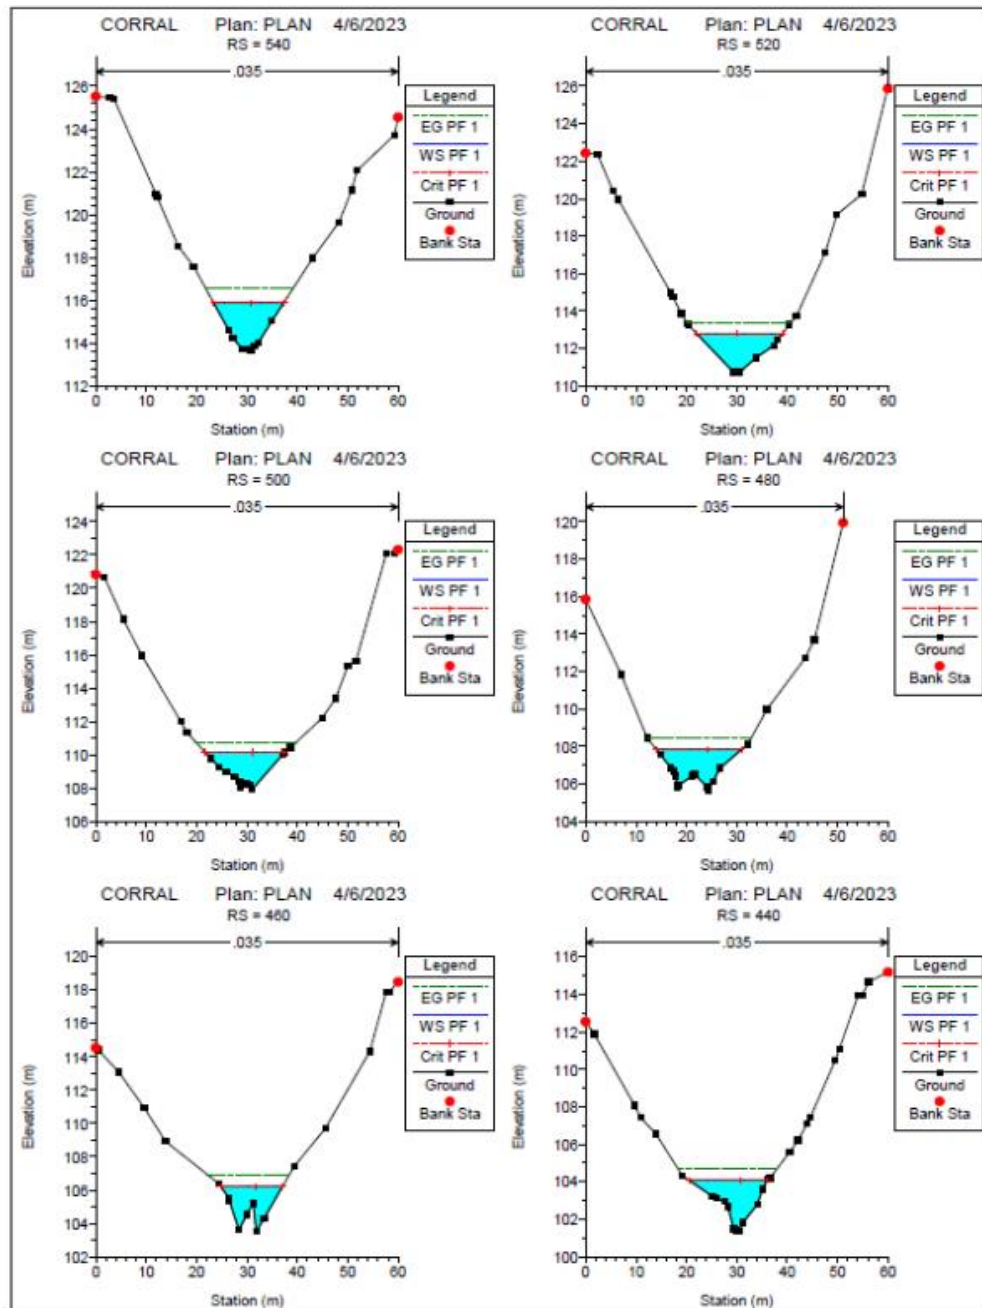 CORRAL Plan: PLAN 4/6/2023
RS = 540
.035
126
124
122
120
118
116
114
112
Elevation (m)
0 10 20 30 40 50 60
Station (m)
Legend
EG PF 1
WS PF 1
Crit PF 1
Ground
Bank Sta
CORRAL Plan: PLAN 4/6/2023
RS = 520
.035
126
124
122
120
118
116
114
112
110
Elevation (m)
0 10 20 30 40 50 60
Station (m)
Legend
EG PF 1
WS PF 1
Crit PF 1
Ground
Bank Sta
CORRAL Plan: PLAN 4/6/2023
RS = 500
.035
124
122
120
118
116
114
112
110
108
106
Elevation (m)
0 10 20 30 40 50 60
Station (m)
Legend
EG PF 1
WS PF 1
Crit PF 1
Ground
Bank Sta
CORRAL Plan: PLAN 4/6/2023
RS = 480
.035
120
118
116
114
112
110
108
106
104
Elevation (m)
0 10 20 30 40 50 60
Station (m)
Legend
EG PF 1
WS PF 1
Crit PF 1
Ground
Bank Sta
CORRAL Plan: PLAN 4/6/2023
RS = 460
.035
120
118
116
114
112
110
108
106
104
102
Elevation (m)
0 10 20 30 40 50 60
Station (m)
Legend
EG PF 1
WS PF 1
Crit PF 1
Ground
Bank Sta
CORRAL Plan: PLAN 4/6/2023
RS = 440
.035
116
114
112
110
108
106
104
102
100
Elevation (m)
0 10 20 30 40 50 60
Station (m)
Legend
EG PF 1
WS PF 1
Crit PF 1
Ground
Bank Sta